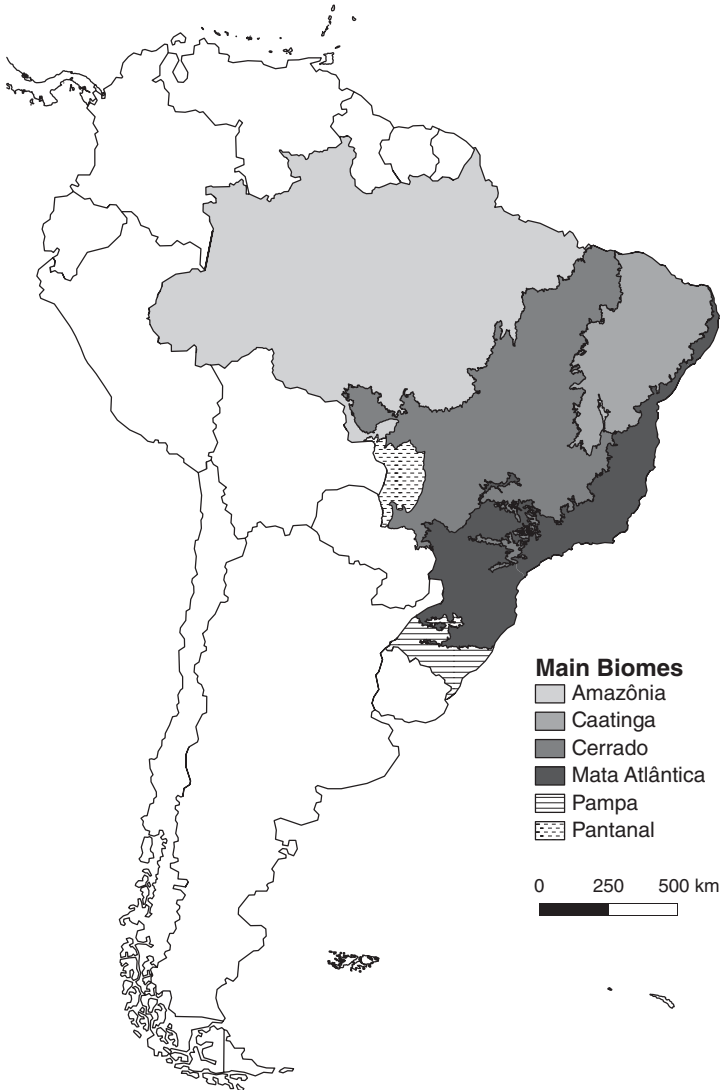 Main Biomes
Amazônia
Caatinga
Cerrado
Mata Atlântica
Pampa
Pantanal
0 250 500 km